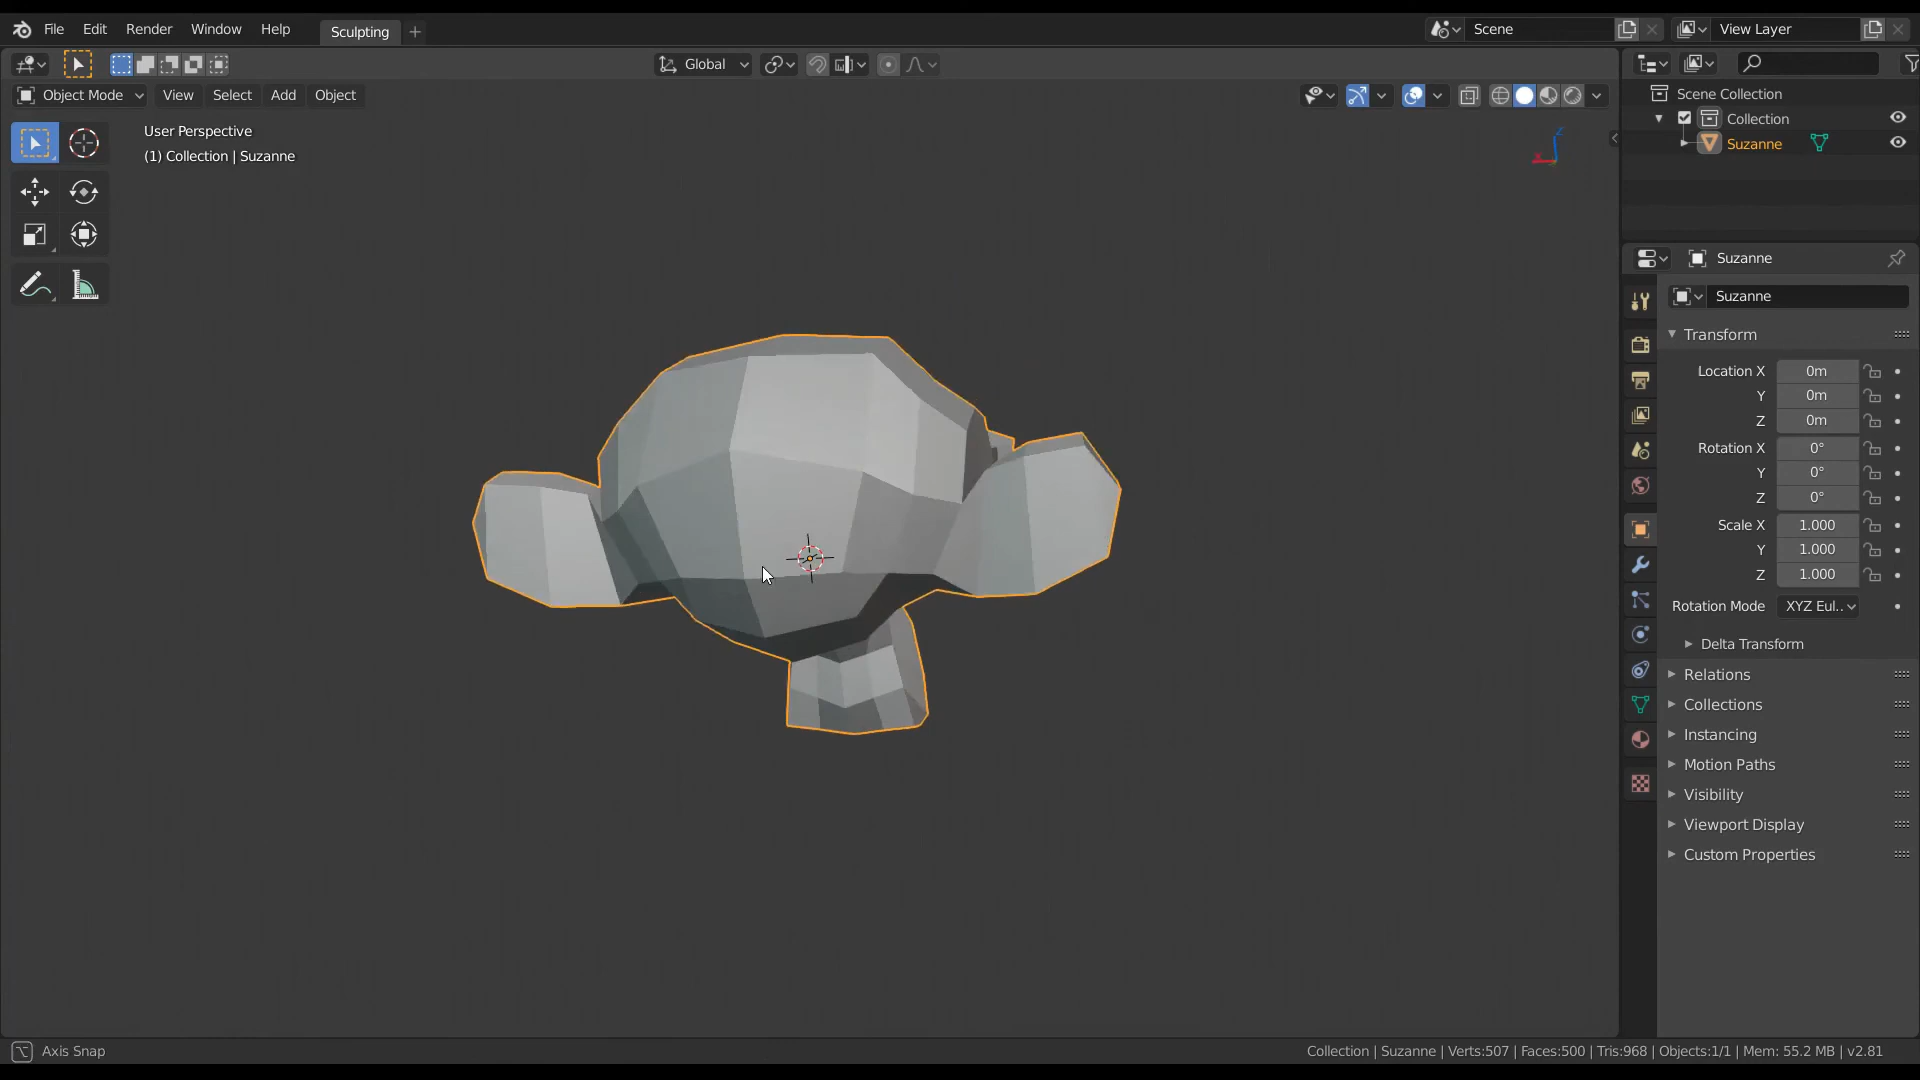 File Edit Render Window Help Sculpting + Scene View Layer
Global
Object Mode View Select Add Object
User Perspective
(1) Collection | Suzanne
Z
X
Scene Collection
Collection
Suzanne
Suzanne
Suzanne
Transform
Location X 0m
Y 0m
Z 0m
Rotation X 0°
Y 0°
Z 0°
Scale X 1.000
Y 1.000
Z 1.000
Rotation Mode XYZ Eul..
Delta Transform
Relations
Collections
Instancing
Motion Paths
Visibility
Viewport Display
Custom Properties
Axis Snap
Collection | Suzanne | Verts:507 | Faces:500 | Tris:968 | Objects:1/1 | Mem: 55.2 MB | v2.81